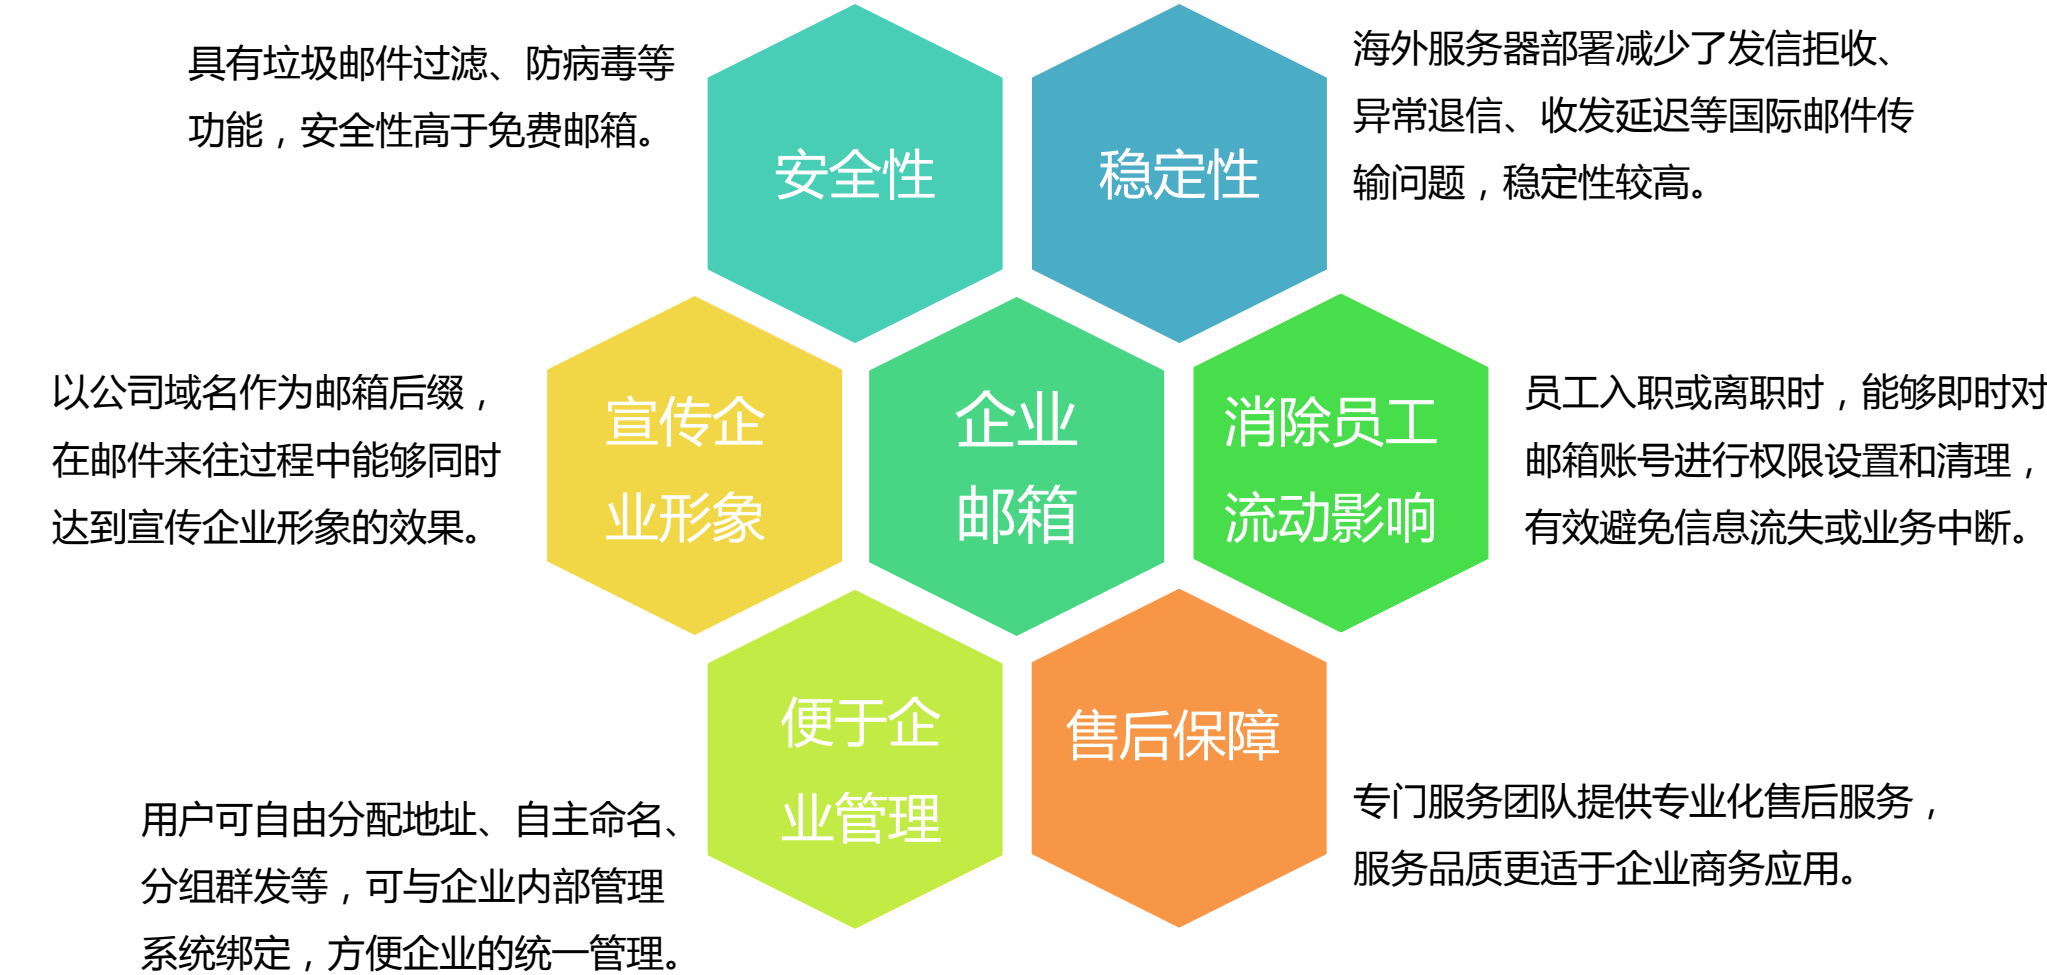 具有垃圾邮件过滤、防病毒等
功能，安全性高于免费邮箱。
安全性
稳定性
海外服务器部署减少了发信拒收、
异常退信、收发延迟等国际邮件传
输问题，稳定性较高。
以公司域名作为邮箱后缀，
在邮件来往过程中能够同时
达到宣传企业形象的效果。
宣传企
业形象
企业
邮箱
消除员工
流动影响
员工入职或离职时，能够即时对
邮箱账号进行权限设置和清理，
有效避免信息流失或业务中断。
用户可自由分配地址、自主命名、
分组群发等，可与企业内部管理
系统绑定，方便企业的统一管理。
便于企
业管理
售后保障
专门服务团队提供专业化售后服务，
服务品质更适于企业商务应用。